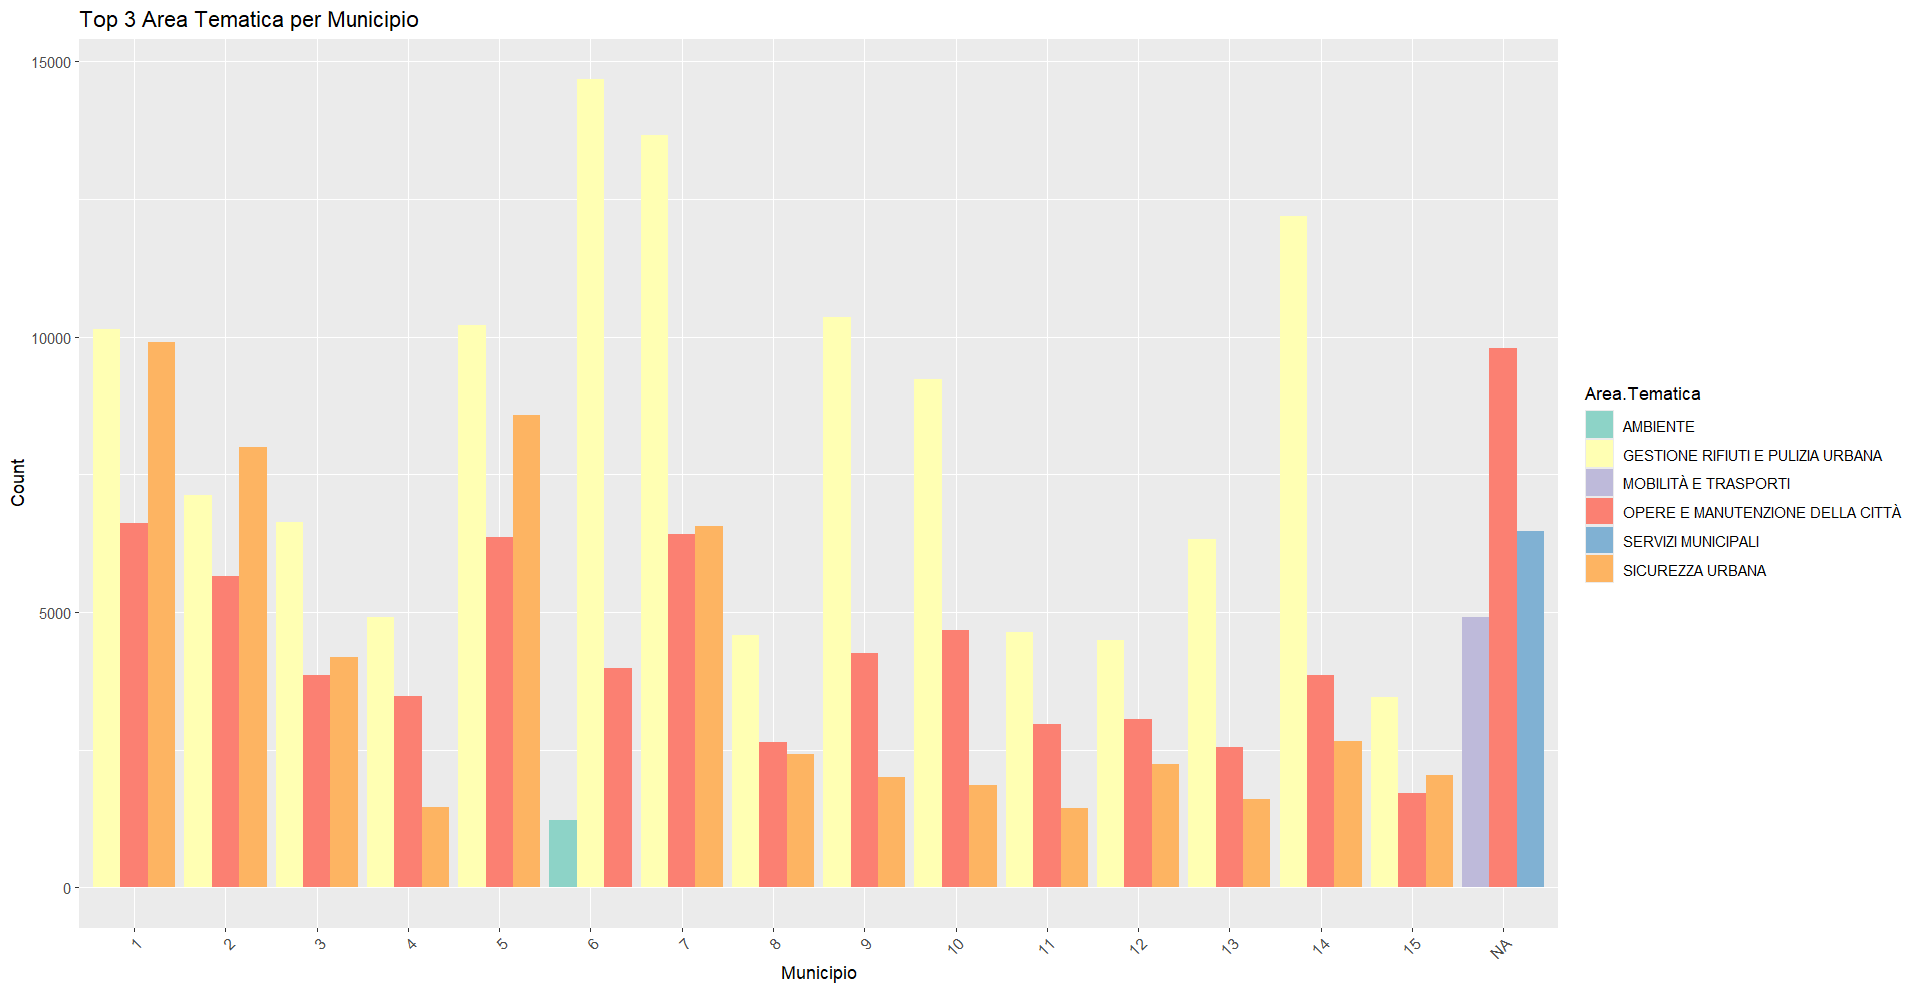 Top 3 Area Tematica per Municipio
15000
10000
5000
0
Count
1 2 3 4 5 6 7 8 9 10 11 12 13 14 15 NA
Municipio
Area.Tematica
AMBIENTE
GESTIONE RIFIUTI E PULIZIA URBANA
MOBILITÀ E TRASPORTI
OPERE E MANUTENZIONE DELLA CITTÀ
SERVIZI MUNICIPALI
SICUREZZA URBANA